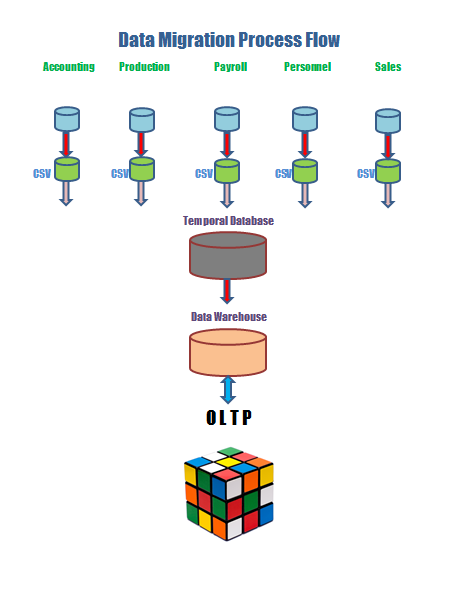 Data Migration Process Flow
Accounting Production Payroll Personnel Sales
CSV CSV CSV CSV CSV
Temporal Database
Data Warehouse
OLTP